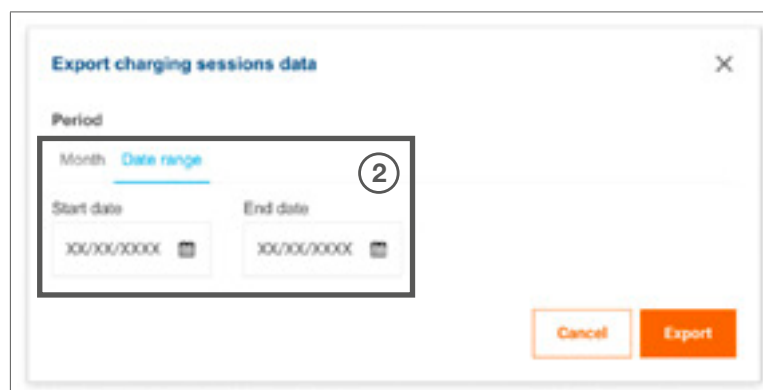 Export charging sessions data
Period
Month Date range
2
Start date End date
XX/XX/XXXX XX/XX/XXXX
Cancel Export